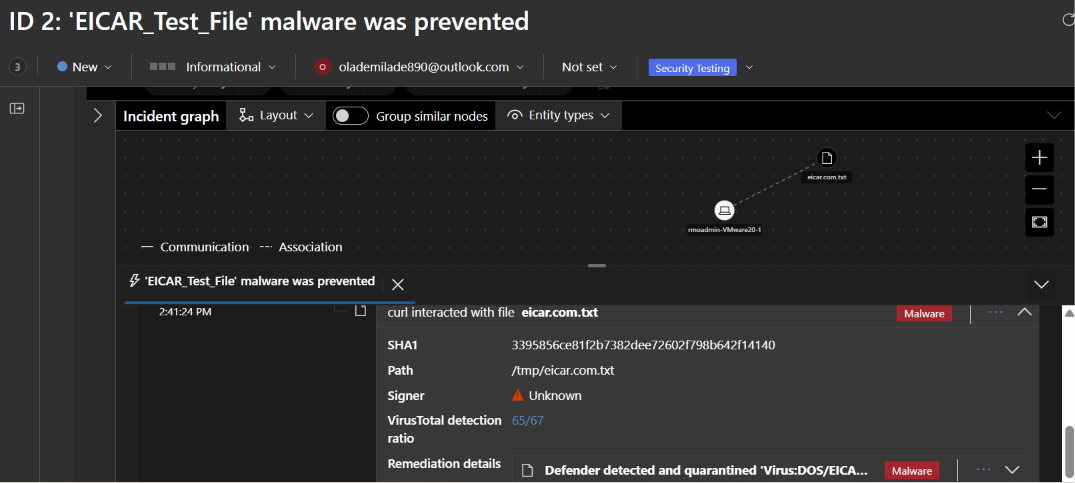 ID 2: 'EICAR_Test_File' malware was prevented
3 New Informational O olademilade890@outlook.com Not set Security Testing
Incident graph Layout Group similar nodes Entity types
eicar.com.txt
rmoadmin-VMware20-1
Communication Association
'EICAR_Test_File' malware was prevented
2:41:24 PM curl interacted with file eicar.com.txt Malware
SHA1 3395856ce81f2b7382dee72602f798b642f14140
Path /tmp/eicar.com.txt
Signer Unknown
VirusTotal detection 65/67
ratio
Remediation details Defender detected and quarantined 'Virus:DOS/EICA... Malware